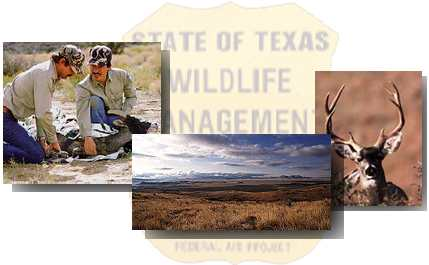 STATE OF TEXAS
WILDLIFE
MANAGEMENT
FEDERAL AID PROJECT